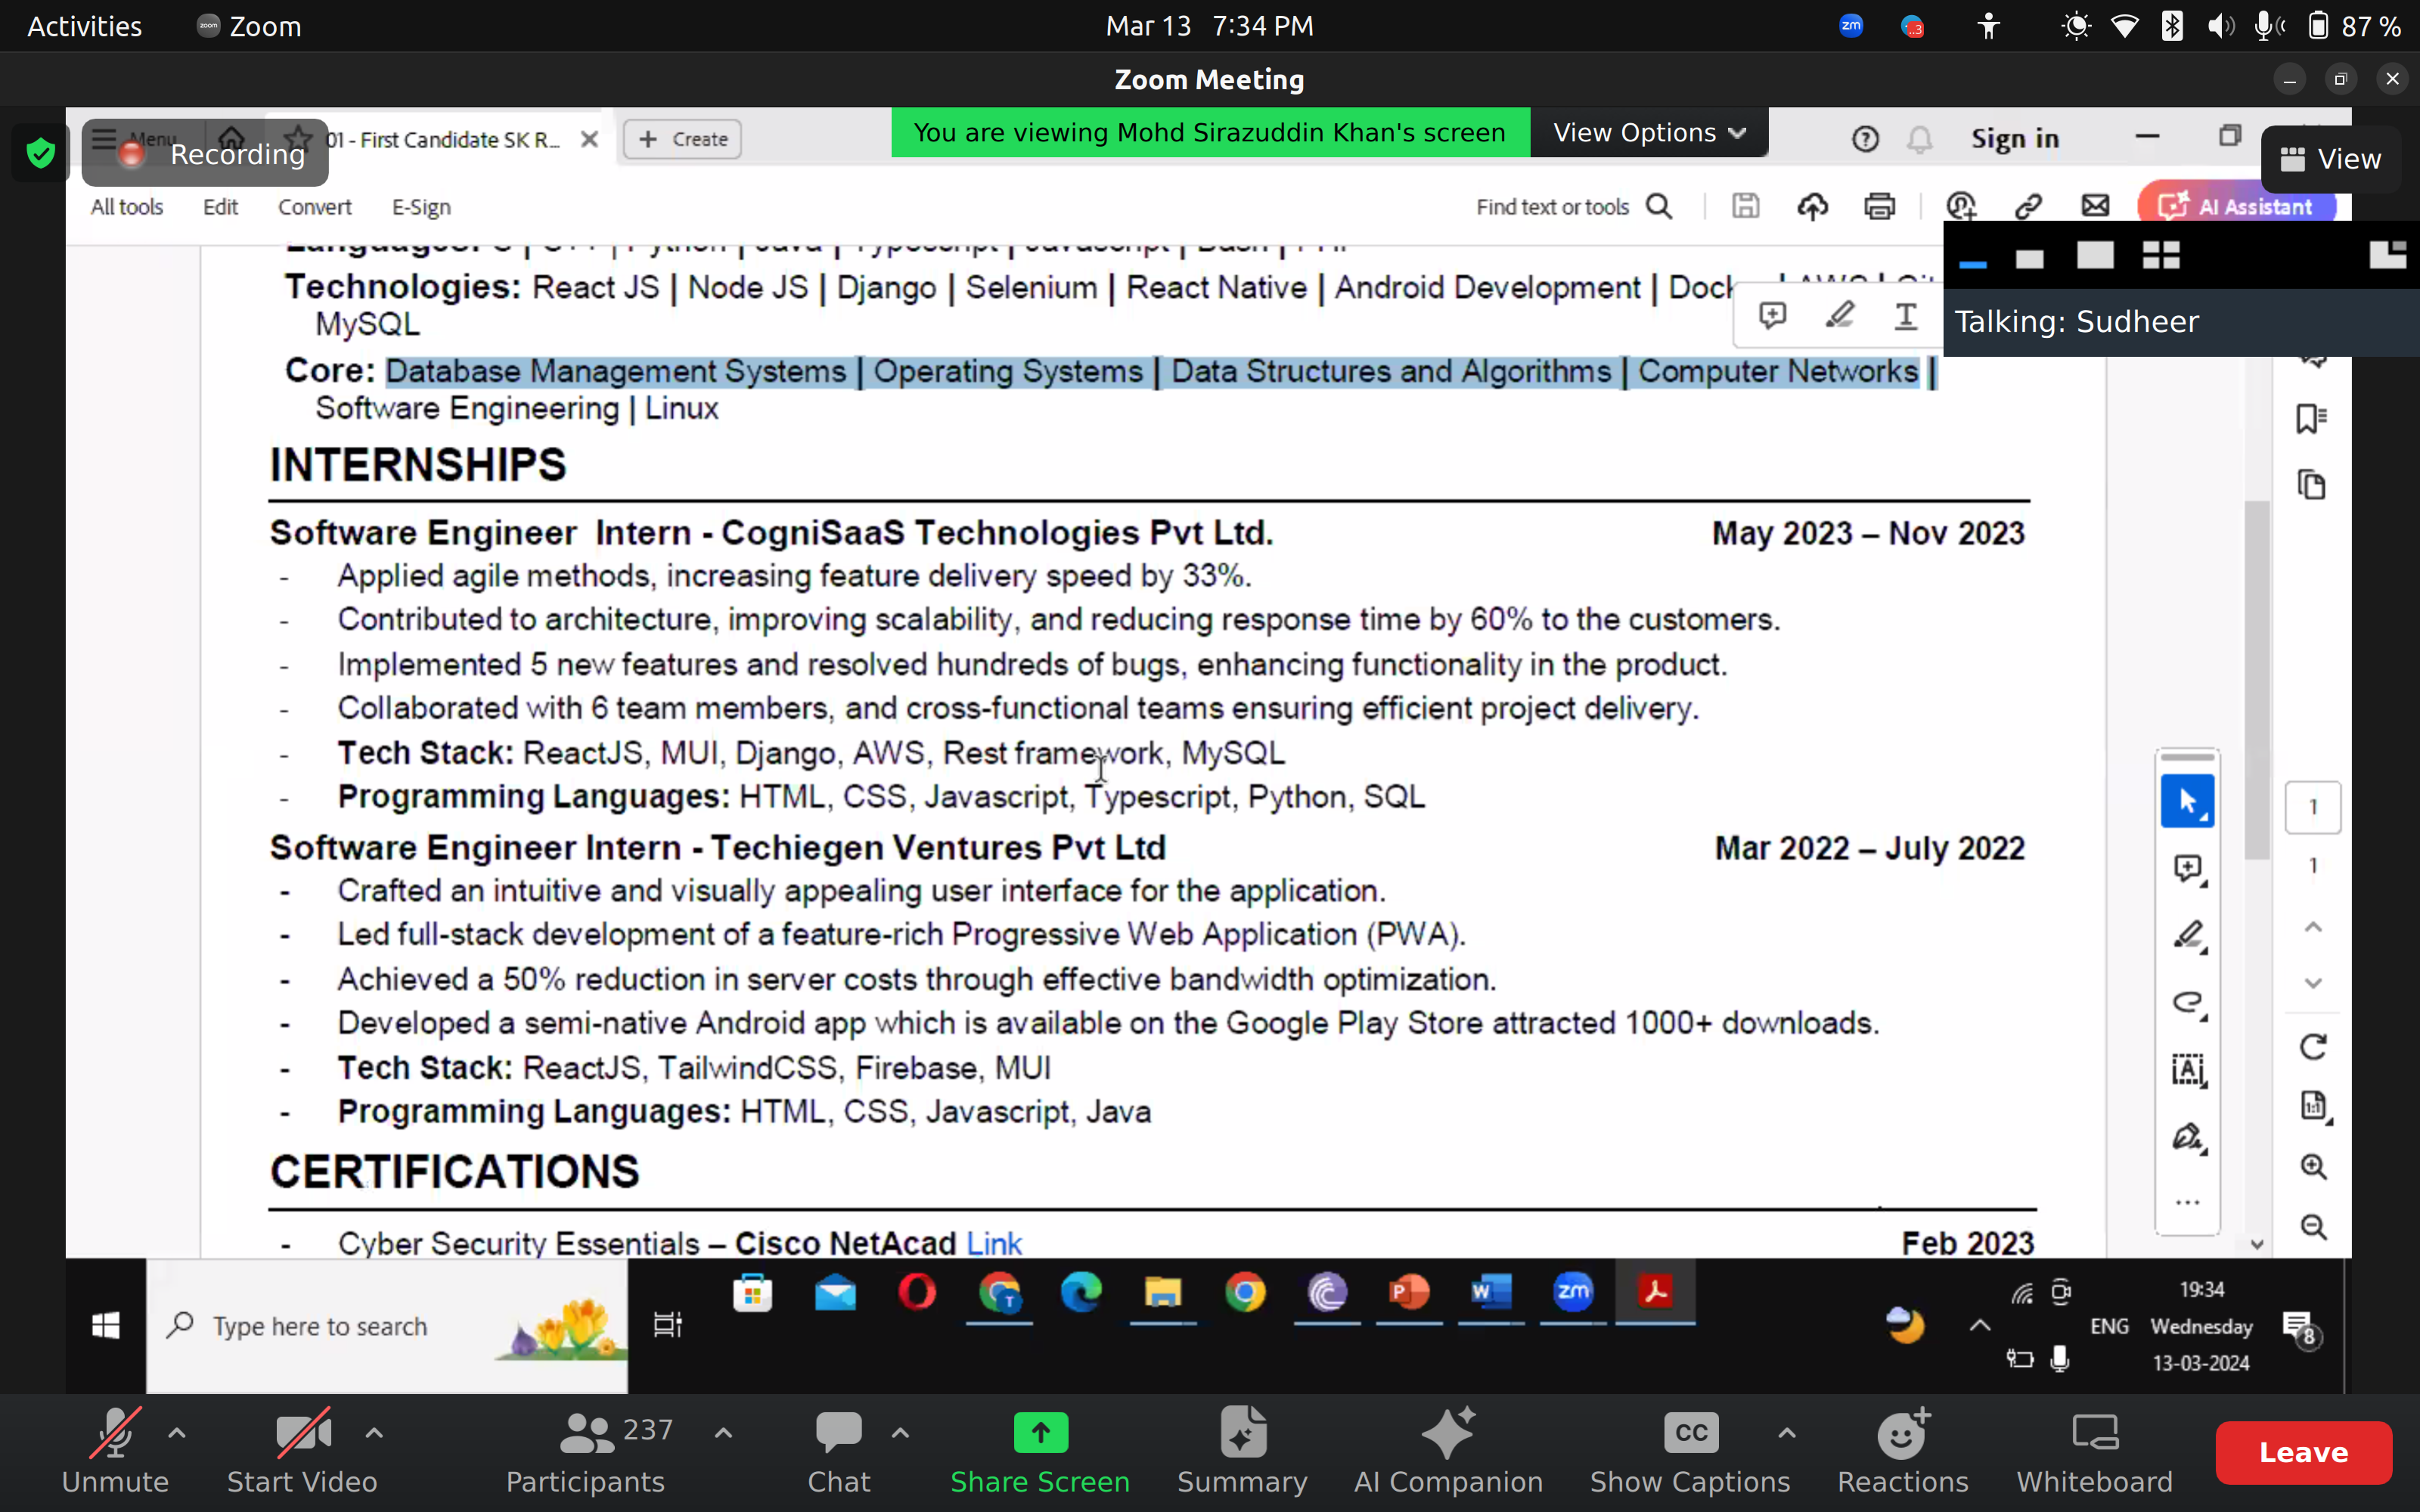 Activities
Zoom
Mar 13 7:34 PM
87 %
Zoom Meeting
Menu
Recording
01 - First Candidate SK R...
Create
You are viewing Mohd Sirazuddin Khan's screen
View Options
Sign in
View
All tools
Edit
Convert
E-Sign
Find text or tools
AI Assistant
Talking: Sudheer
Languages: C | C++ | Python | Java | Typescript | Javascript | Bash | PHP
Technologies: React JS | Node JS | Django | Selenium | React Native | Android Development |
MySQL
Core: Database Management Systems | Operating Systems | Data Structures and Algorithms | Computer Networks |
Software Engineering | Linux
INTERNSHIPS
Software Engineer Intern - CogniSaaS Technologies Pvt Ltd. May 2023 – Nov 2023
- Applied agile methods, increasing feature delivery speed by 33%.
- Contributed to architecture, improving scalability, and reducing response time by 60% to the customers.
- Implemented 5 new features and resolved hundreds of bugs, enhancing functionality in the product.
- Collaborated with 6 team members, and cross-functional teams ensuring efficient project delivery.
- Tech Stack: ReactJS, MUI, Django, AWS, Rest framework, MySQL
- Programming Languages: HTML, CSS, Javascript, Typescript, Python, SQL
Software Engineer Intern - Techiegen Ventures Pvt Ltd Mar 2022 – July 2022
- Crafted an intuitive and visually appealing user interface for the application.
- Led full-stack development of a feature-rich Progressive Web Application (PWA).
- Achieved a 50% reduction in server costs through effective bandwidth optimization.
- Developed a semi-native Android app which is available on the Google Play Store attracted 1000+ downloads.
- Tech Stack: ReactJS, TailwindCSS, Firebase, MUI
- Programming Languages: HTML, CSS, Javascript, Java
CERTIFICATIONS
- Cyber Security Essentials – Cisco NetAcad Link Feb 2023
1
1
Type here to search
ENG
19:34
Wednesday
13-03-2024
8
Unmute
Start Video
237
Participants
Chat
Share Screen
Summary
AI Companion
CC
Show Captions
Reactions
Whiteboard
Leave